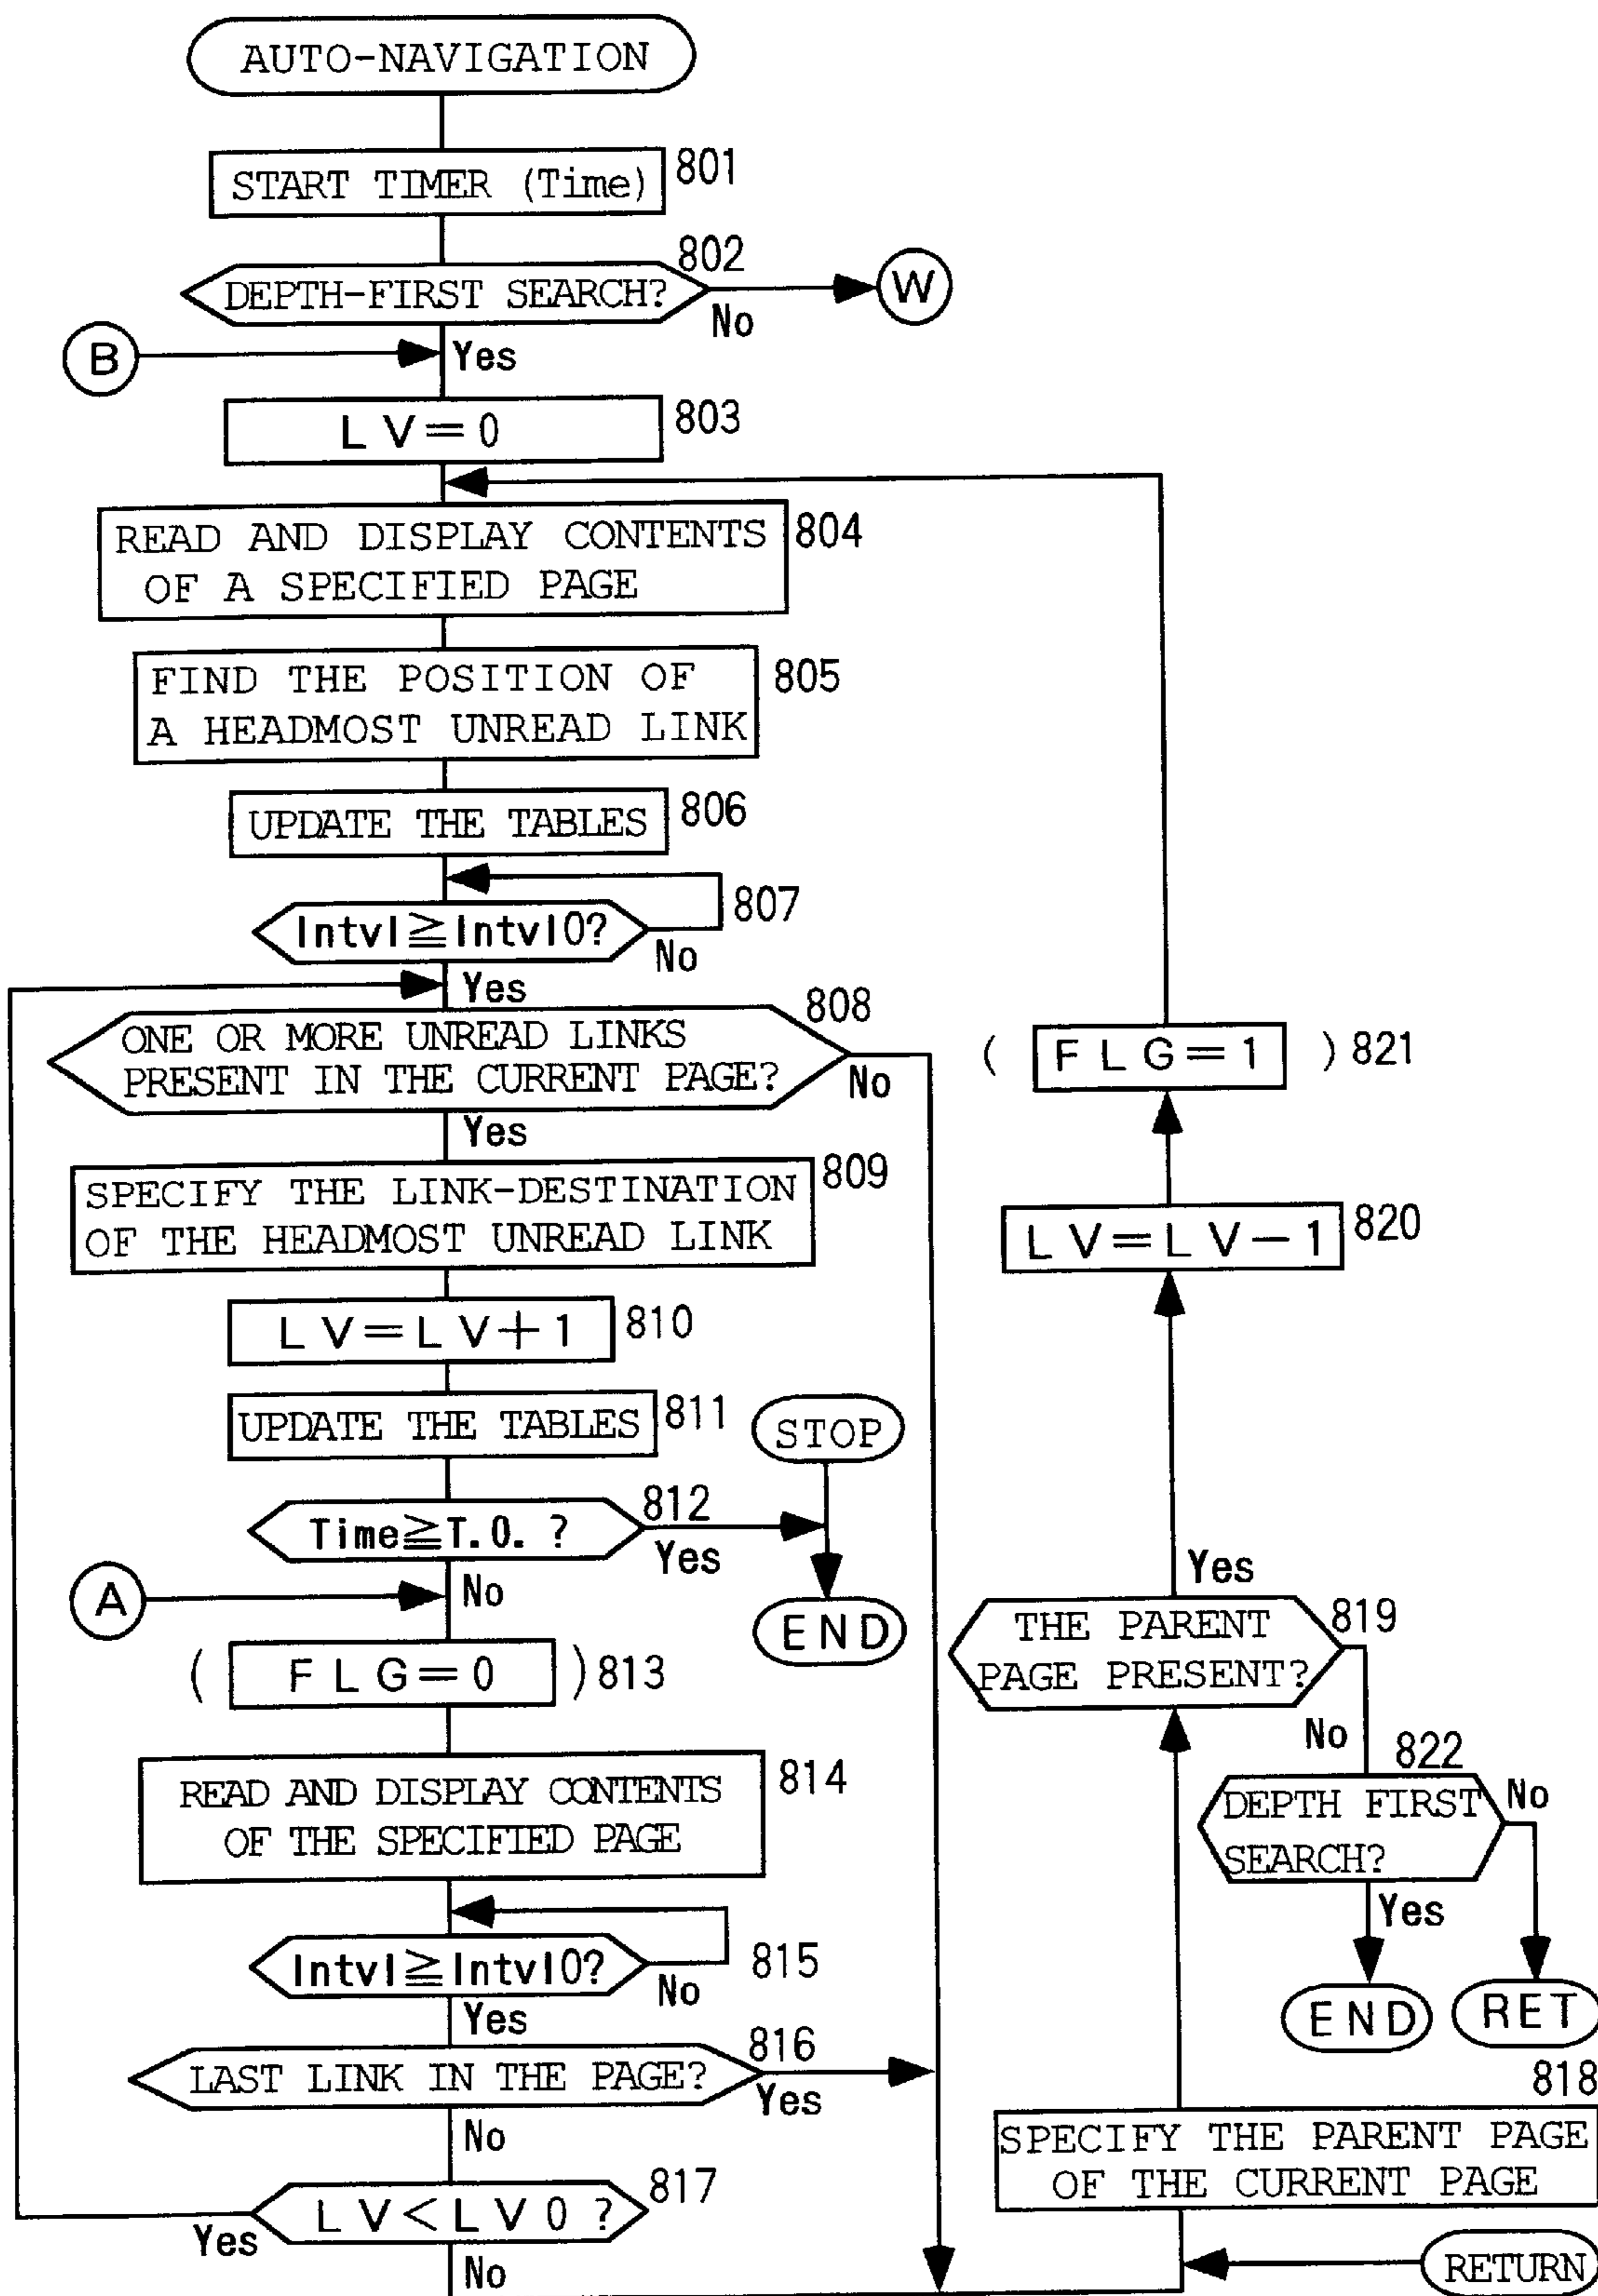 AUTO-NAVIGATION
START TIMER (Time)
801
DEPTH-FIRST SEARCH?
802
No
W
B
Yes
L V = 0
803
READ AND DISPLAY CONTENTS
OF A SPECIFIED PAGE
804
FIND THE POSITION OF
A HEADMOST UNREAD LINK
805
UPDATE THE TABLES
806
Intvl≧Intvl0?
807
No
Yes
ONE OR MORE UNREAD LINKS
PRESENT IN THE CURRENT PAGE?
808
No
Yes
SPECIFY THE LINK-DESTINATION
OF THE HEADMOST UNREAD LINK
809
L V = L V + 1
810
UPDATE THE TABLES
811
STOP
Time≧T.O. ?
812
Yes
END
No
A
( F L G = 0 ) 813
READ AND DISPLAY CONTENTS
OF THE SPECIFIED PAGE
814
Intvl≧Intvl0?
815
No
Yes
LAST LINK IN THE PAGE?
816
Yes
No
L V < L V 0 ?
817
Yes
No
( F L G = 1 ) 821
L V = L V - 1
820
Yes
THE PARENT
PAGE PRESENT?
819
No
822
DEPTH FIRST
SEARCH?
No
Yes
END
RET
818
SPECIFY THE PARENT PAGE
OF THE CURRENT PAGE
RETURN